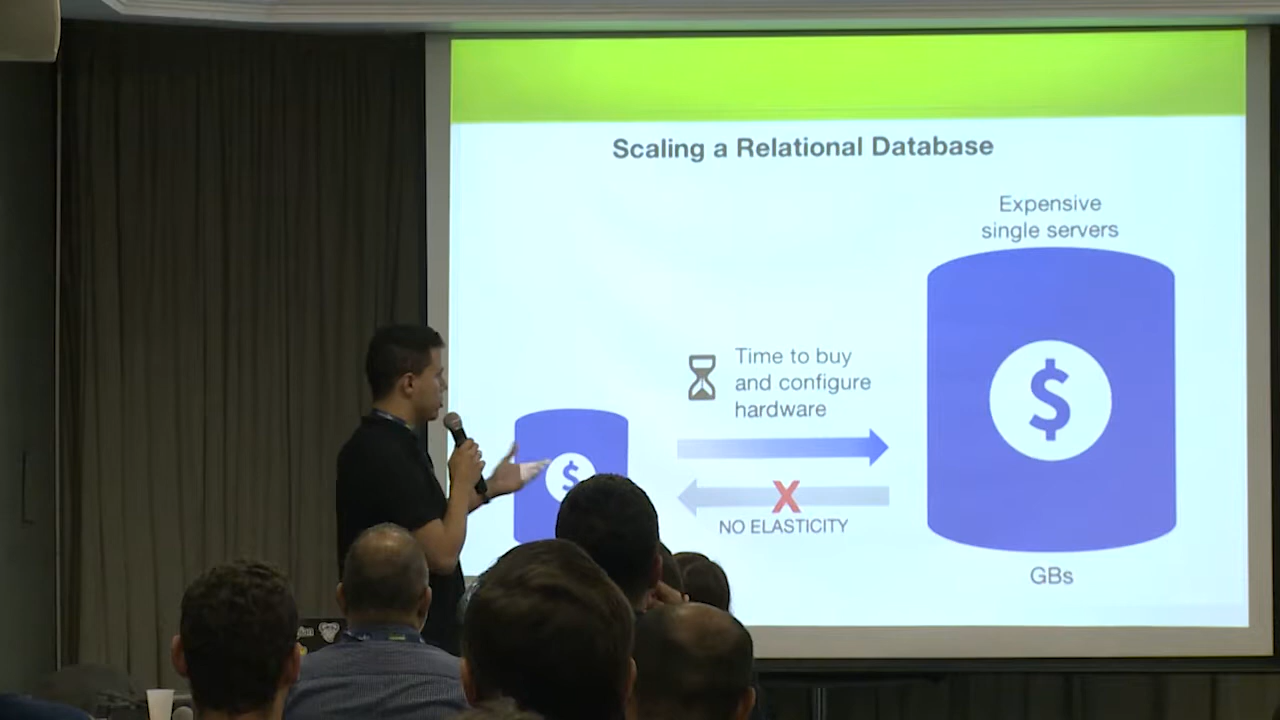 Scaling a Relational Database
Expensive
single servers
$
Time to buy
and configure
hardware
$
X
NO ELASTICITY
GBs